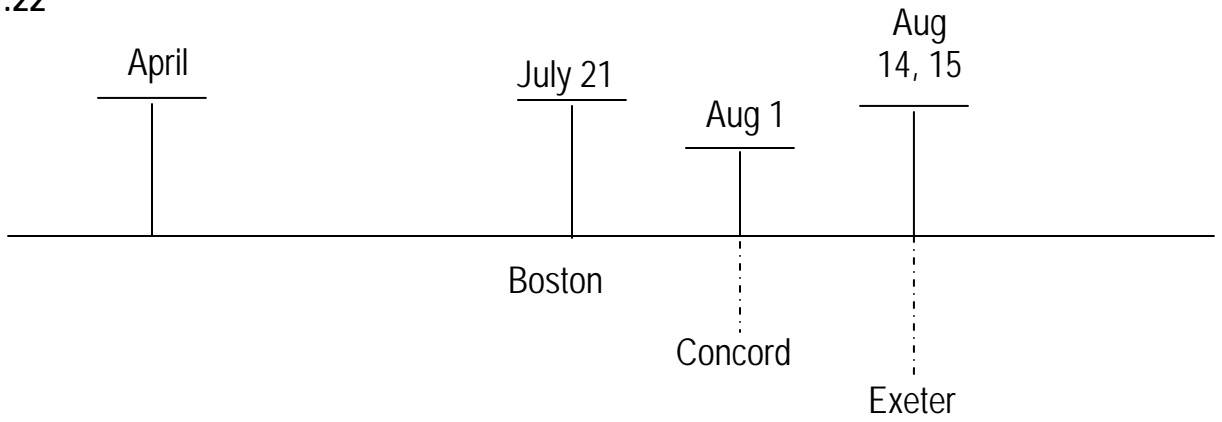 .22
April
July 21
Aug 1
Aug
14, 15
Boston
Concord
Exeter